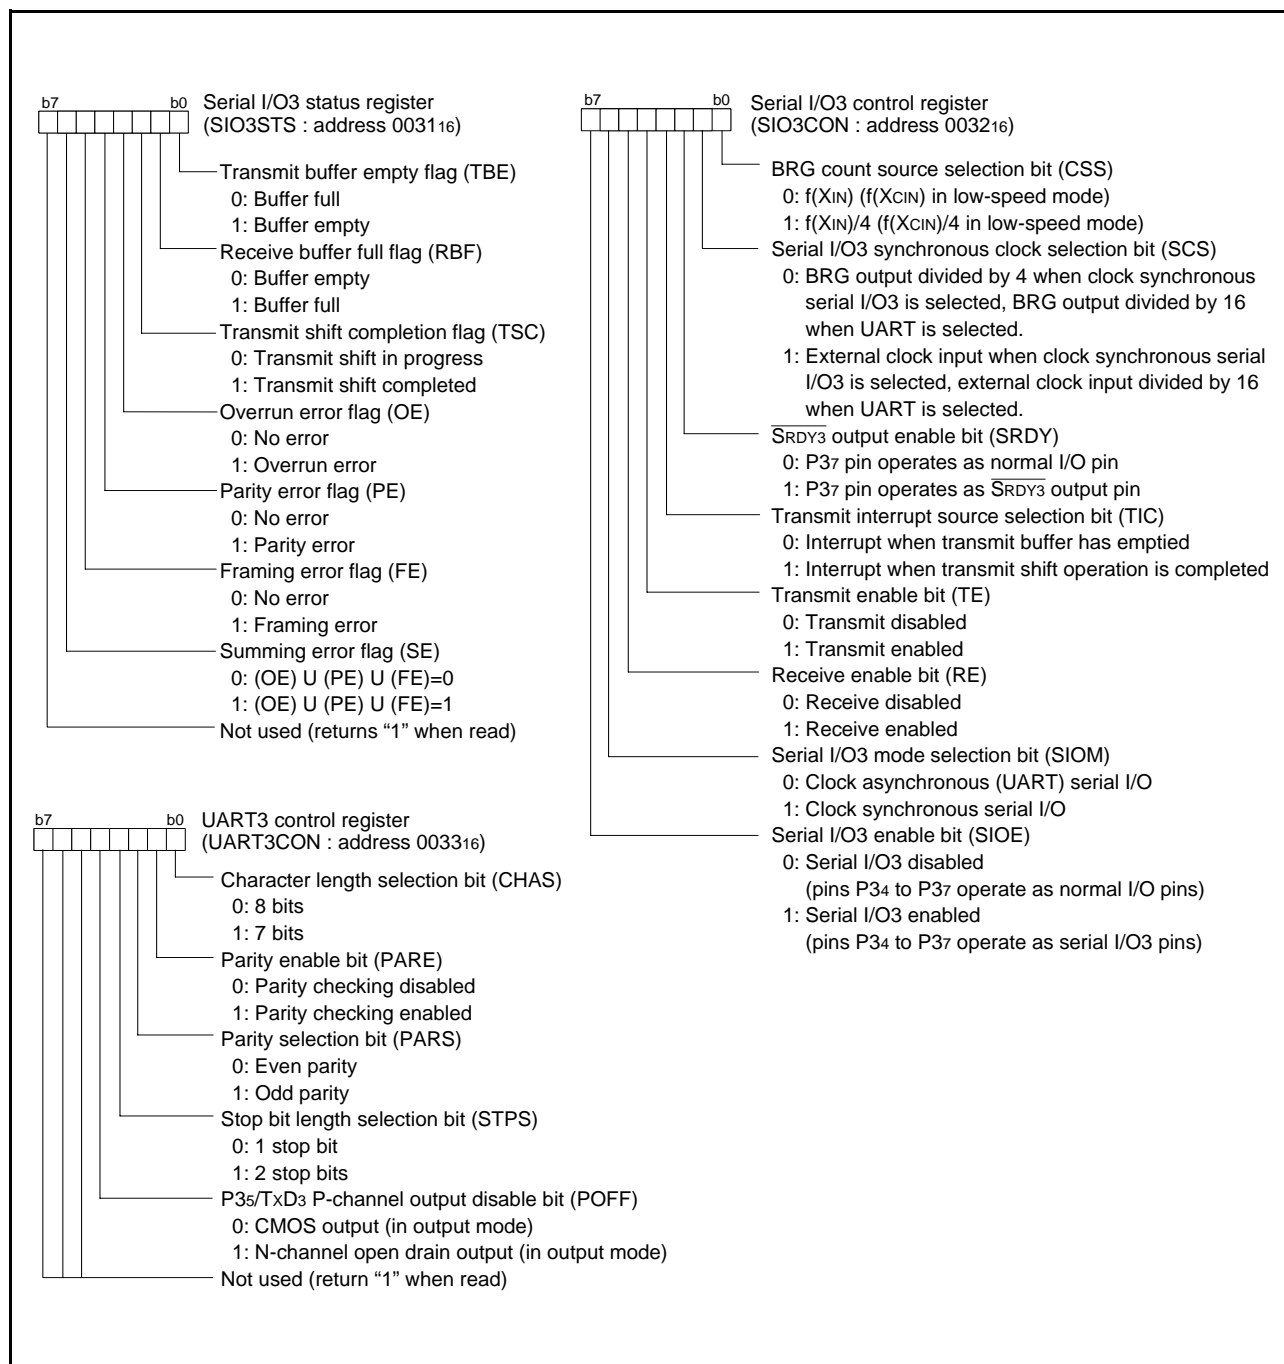 b7 b0 Serial I/O3 status register
(SIO3STS : address 003116)
Transmit buffer empty flag (TBE)
0: Buffer full
1: Buffer empty
Receive buffer full flag (RBF)
0: Buffer empty
1: Buffer full
Transmit shift completion flag (TSC)
0: Transmit shift in progress
1: Transmit shift completed
Overrun error flag (OE)
0: No error
1: Overrun error
Parity error flag (PE)
0: No error
1: Parity error
Framing error flag (FE)
0: No error
1: Framing error
Summing error flag (SE)
0: (OE) U (PE) U (FE)=0
1: (OE) U (PE) U (FE)=1
Not used (returns “1” when read)
b7 b0 UART3 control register
(UART3CON : address 003316)
Character length selection bit (CHAS)
0: 8 bits
1: 7 bits
Parity enable bit (PARE)
0: Parity checking disabled
1: Parity checking enabled
Parity selection bit (PARS)
0: Even parity
1: Odd parity
Stop bit length selection bit (STPS)
0: 1 stop bit
1: 2 stop bits
P35/TXD3 P-channel output disable bit (POFF)
0: CMOS output (in output mode)
1: N-channel open drain output (in output mode)
Not used (return “1” when read)
b7 b0 Serial I/O3 control register
(SIO3CON : address 003216)
BRG count source selection bit (CSS)
0: f(XIN) (f(XCIN) in low-speed mode)
1: f(XIN)/4 (f(XCIN)/4 in low-speed mode)
Serial I/O3 synchronous clock selection bit (SCS)
0: BRG output divided by 4 when clock synchronous
serial I/O3 is selected, BRG output divided by 16
when UART is selected.
1: External clock input when clock synchronous serial
I/O3 is selected, external clock input divided by 16
when UART is selected.
SRDY3 output enable bit (SRDY)
0: P37 pin operates as normal I/O pin
1: P37 pin operates as SRDY3 output pin
Transmit interrupt source selection bit (TIC)
0: Interrupt when transmit buffer has emptied
1: Interrupt when transmit shift operation is completed
Transmit enable bit (TE)
0: Transmit disabled
1: Transmit enabled
Receive enable bit (RE)
0: Receive disabled
1: Receive enabled
Serial I/O3 mode selection bit (SIOM)
0: Clock asynchronous (UART) serial I/O
1: Clock synchronous serial I/O
Serial I/O3 enable bit (SIOE)
0: Serial I/O3 disabled
(pins P34 to P37 operate as normal I/O pins)
1: Serial I/O3 enabled
(pins P34 to P37 operate as serial I/O3 pins)